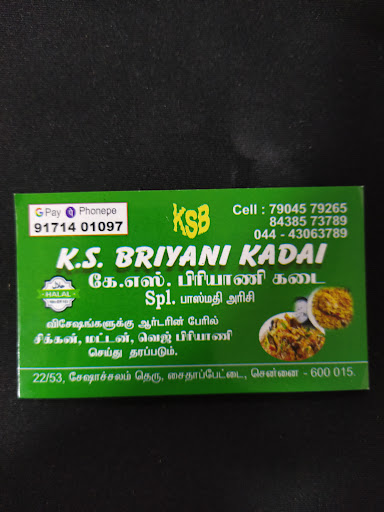 G Pay Phonepe
91714 01097
KSB
Cell : 79045 79265
84385 73789
044 - 43063789
K.S. BRIYANI KADAI
கே.எஸ். பிரியாணி கடை
Spl. பாஸ்மதி அரிசி
HALAL
விசேஷங்களுக்கு ஆர்டரின் பேரில்
சிக்கன், மட்டன், வெஜ் பிரியாணி
செய்து தரப்படும்.
22/53, சேஷாச்சலம் தெரு, சைதாப்பேட்டை, சென்னை - 600 015.